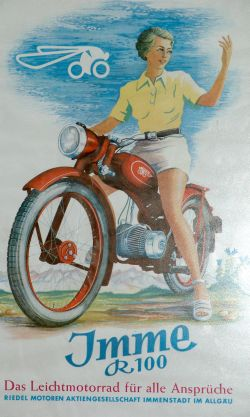 Imme
R100
Das Leichtmotorrad für alle Ansprüche
RIEDEL MOTOREN AKTIENGESELLSCHAFT IMMENSTADT IM ALLGÄU